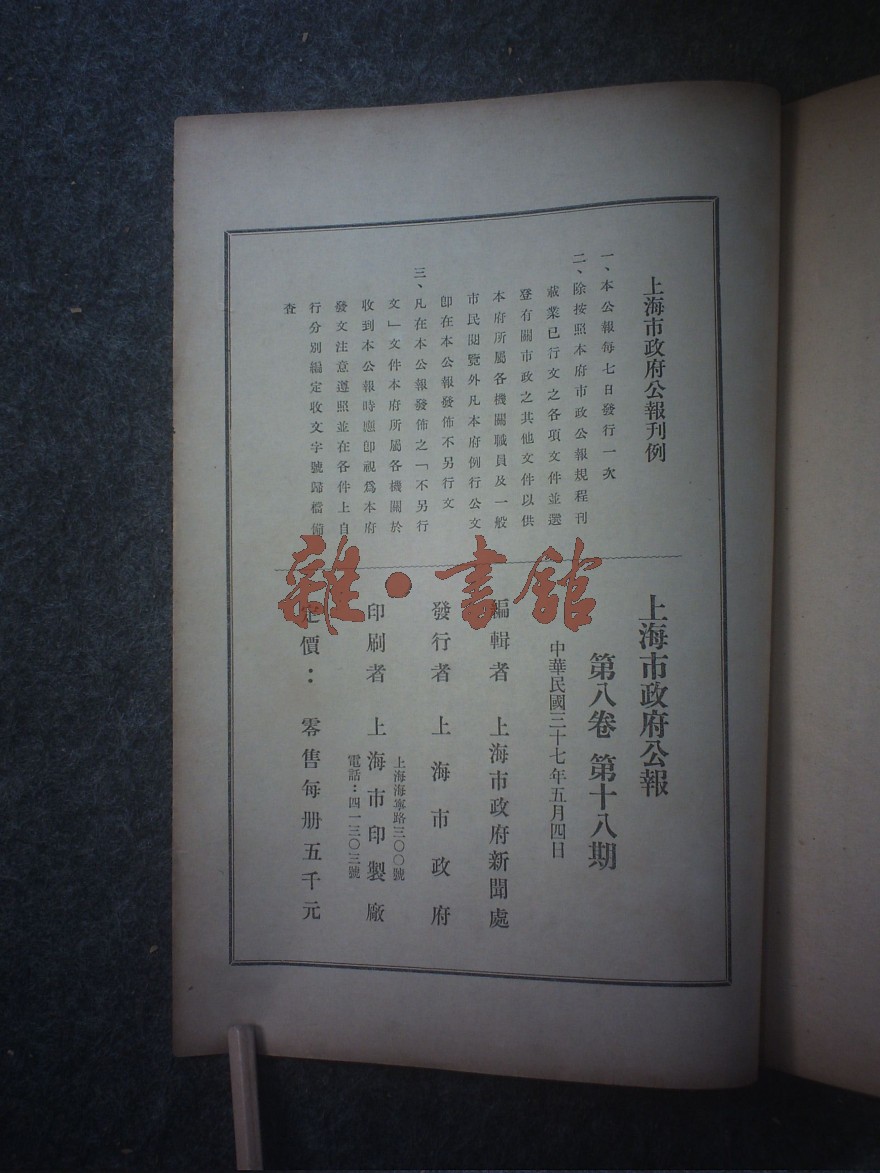 上海市政府公報刊例
一、本公報每七日發行一次
二、除按照本府市政公報規程刊
載業已行文之各項文件並選
登有關市政之其他文件以供
本府所屬各機關職員及一般
市民閱覽外凡本府例行公文
卽在本公報發佈不另行文
三、凡在本公報發佈之「不另行
文」文件本府所屬各機關於
收到本公報時應卽視爲本府
發文注意遵照並在各件上自
行分別編定收文字號歸檔備
查
上海市政府公報
第八卷 第十八期
中華民國三十七年五月四日
編輯者 上海市政府新聞處
發行者 上海市政府
印刷者 上海市印製廠
上海海寧路三〇〇號
電話：四一三〇三號
定價： 零售每册五千元
雜·書館